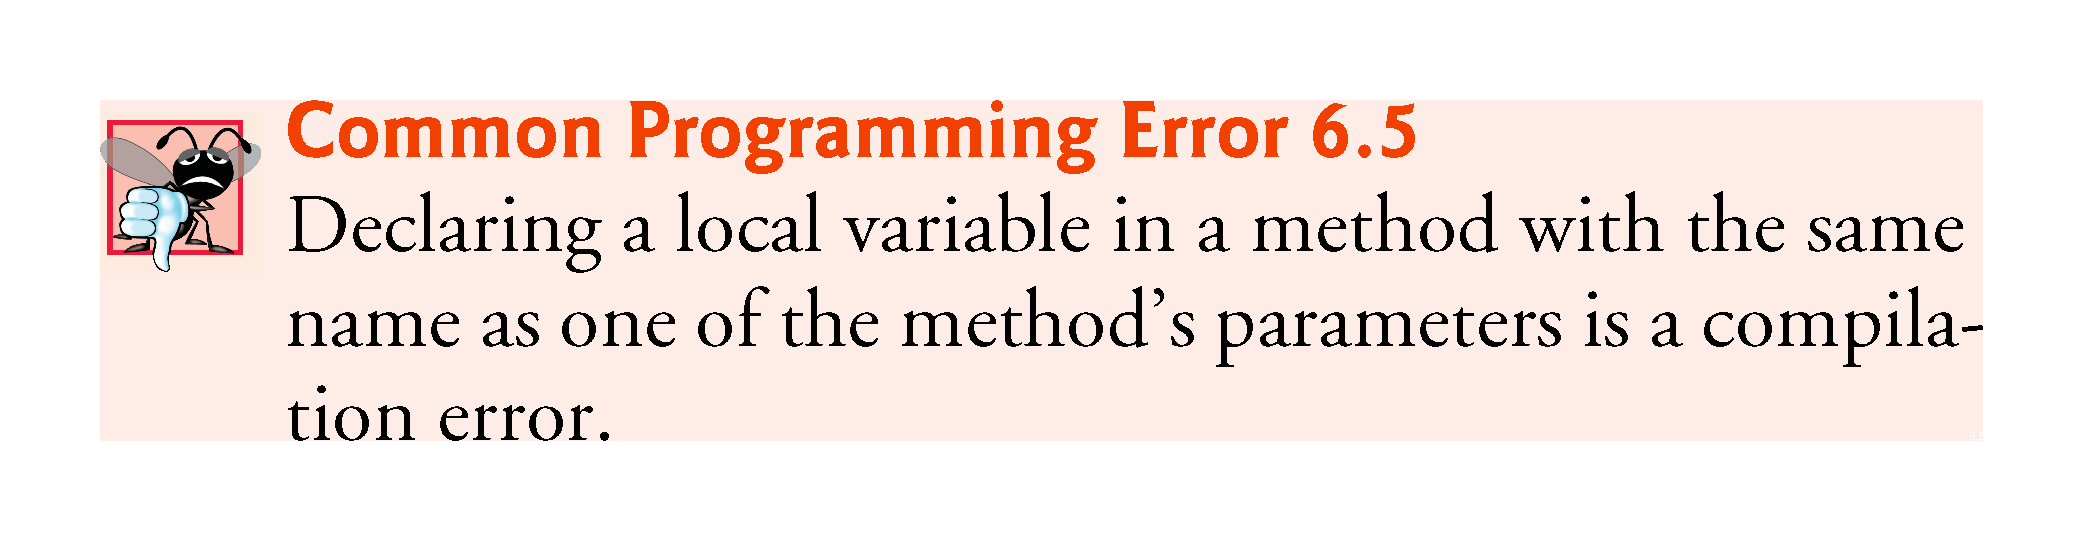 Common Programming Error 6.5
Declaring a local variable in a method with the same
name as one of the method’s parameters is a compila-
tion error.